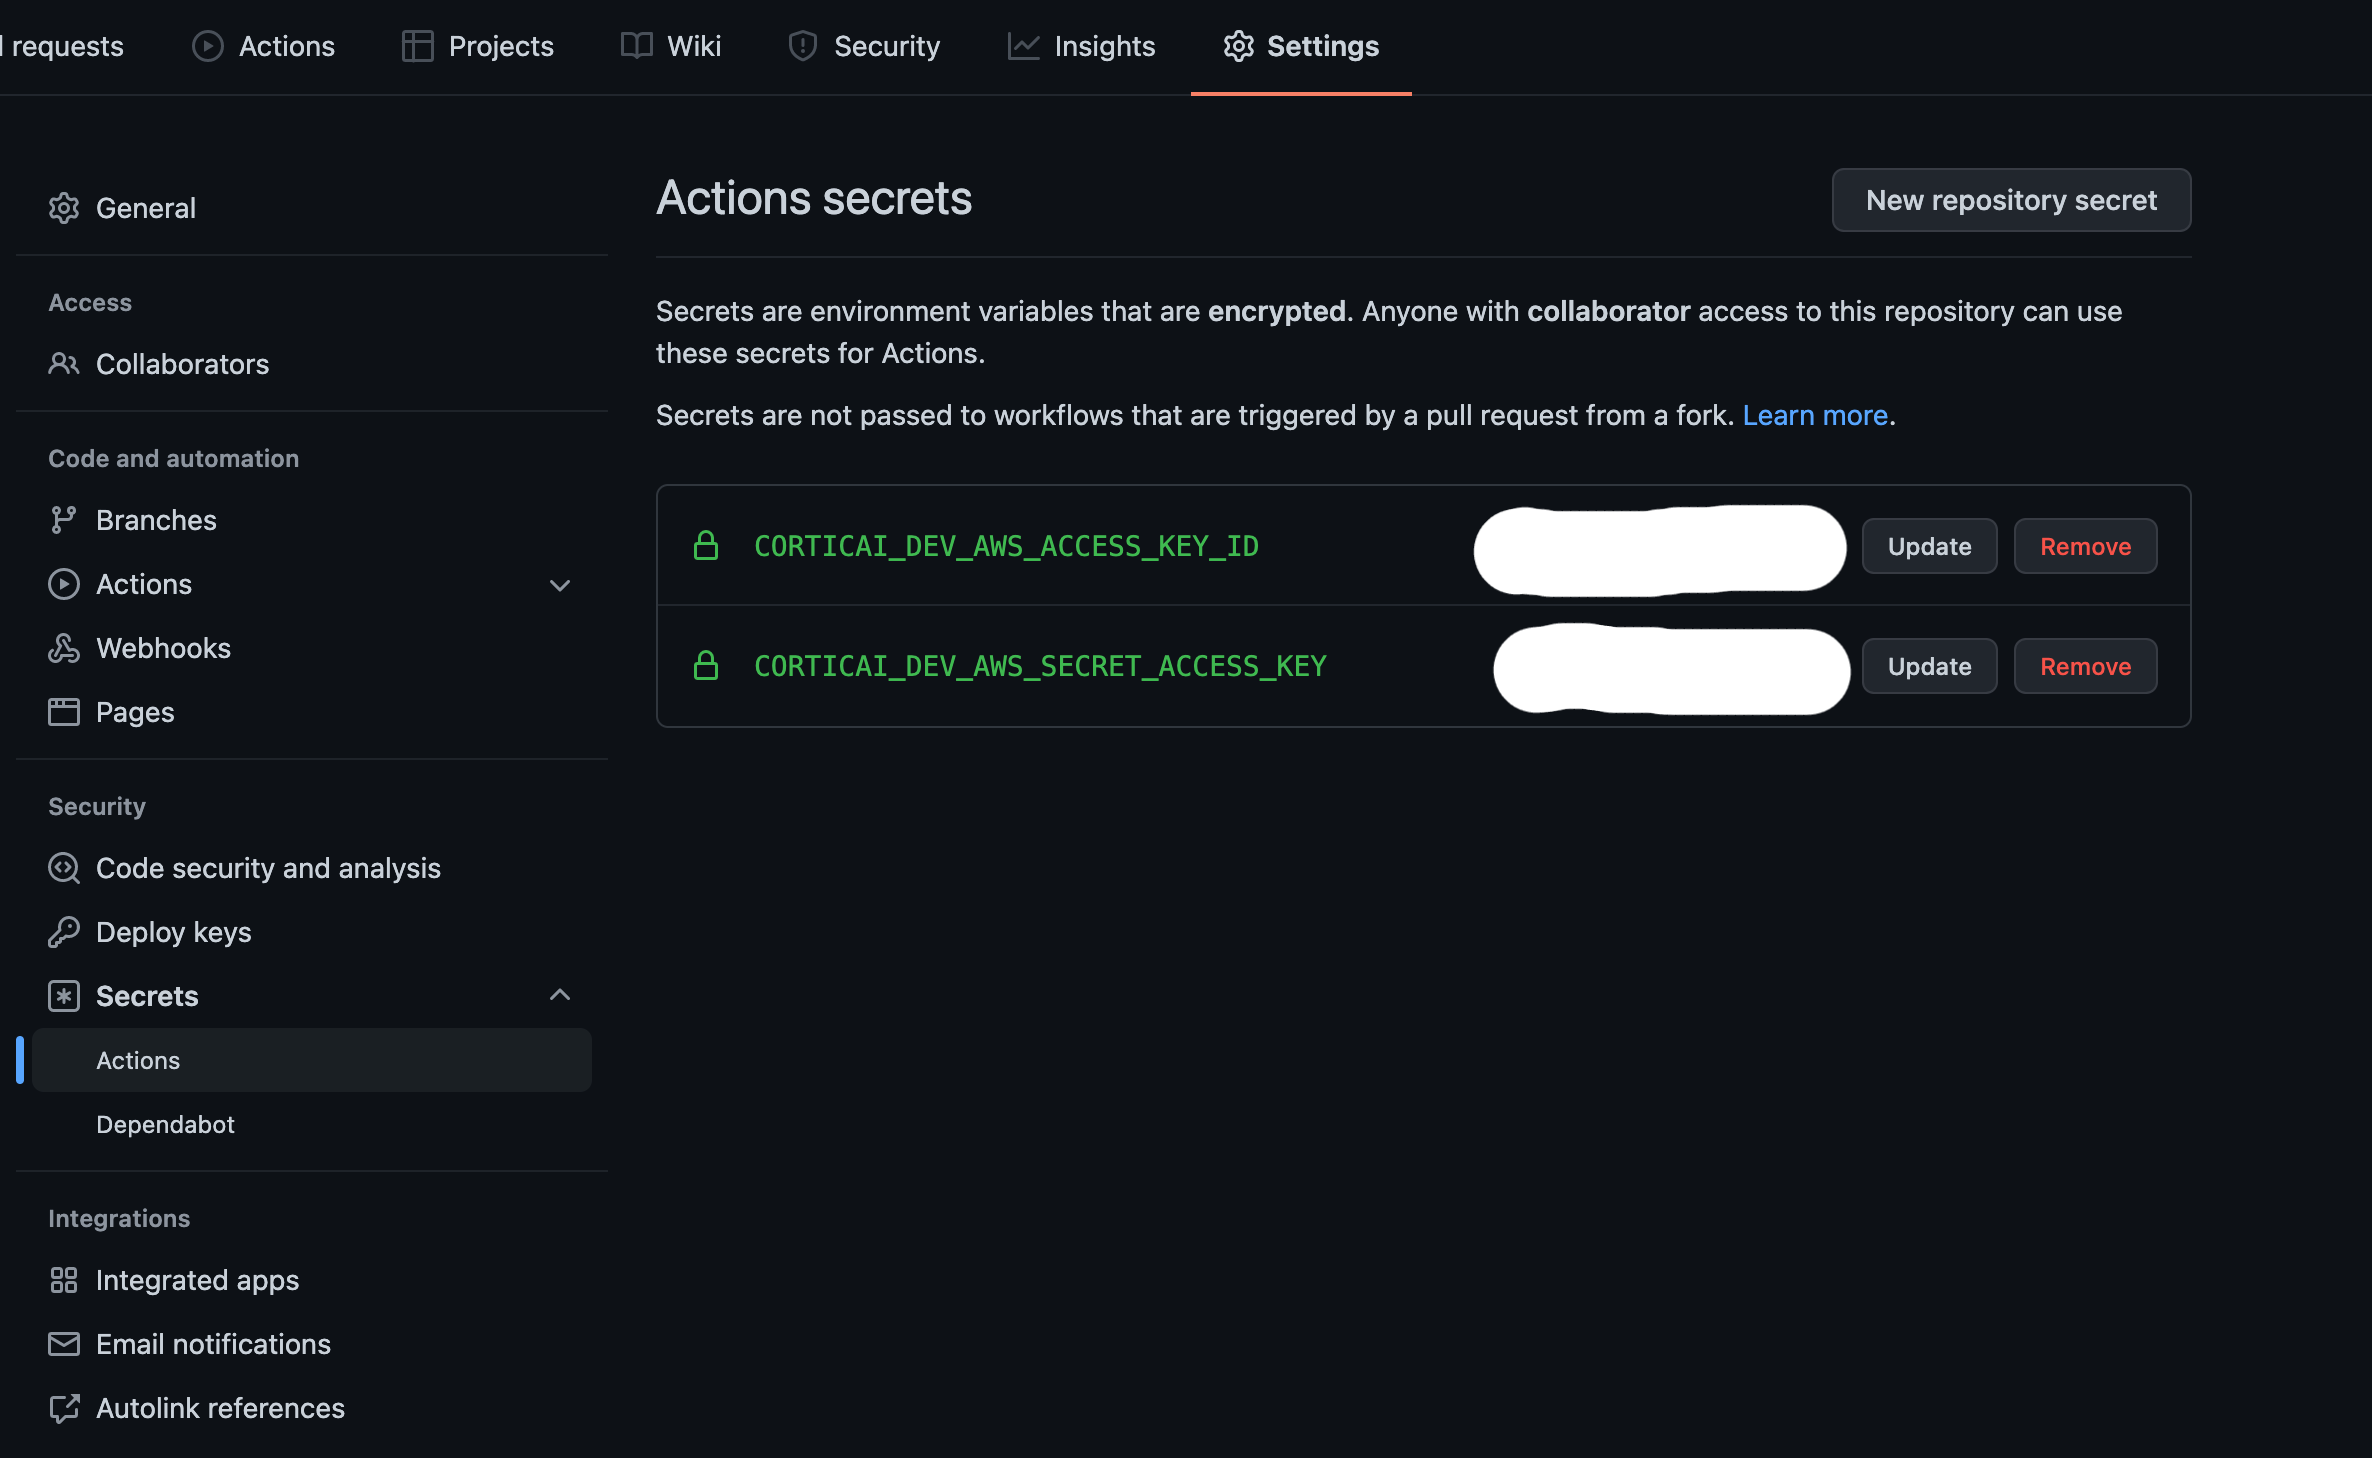 requests
Actions
Projects
Wiki
Security
Insights
Settings
General
Access
Collaborators
Code and automation
Branches
Actions
Webhooks
Pages
Security
Code security and analysis
Deploy keys
Secrets
Actions
Dependabot
Integrations
Integrated apps
Email notifications
Autolink references
Actions secrets
New repository secret
Secrets are environment variables that are encrypted. Anyone with collaborator access to this repository can use
these secrets for Actions.
Secrets are not passed to workflows that are triggered by a pull request from a fork. Learn more.
CORTICAI_DEV_AWS_ACCESS_KEY_ID
Update
Remove
CORTICAI_DEV_AWS_SECRET_ACCESS_KEY
Update
Remove